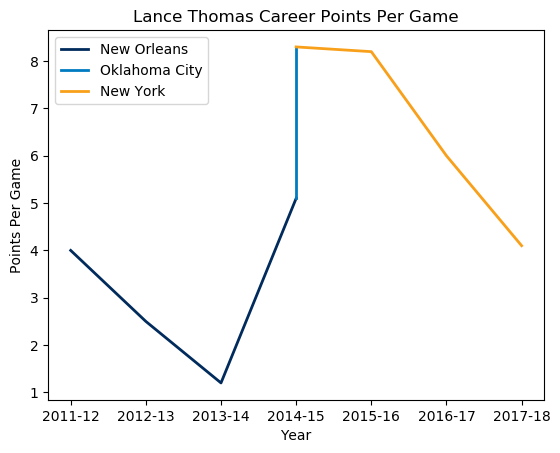 Lance Thomas Career Points Per Game
New Orleans
Oklahoma City
New York
Points Per Game
8
7
6
5
4
3
2
1
2011-12 2012-13 2013-14 2014-15 2015-16 2016-17 2017-18
Year